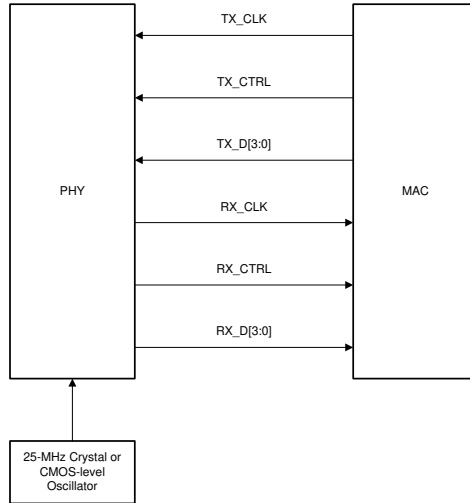 TX_CLK
TX_CTRL
TX_D[3:0]
PHY
MAC
RX_CLK
RX_CTRL
RX_D[3:0]
25-MHz Crystal or
CMOS-level
Oscillator